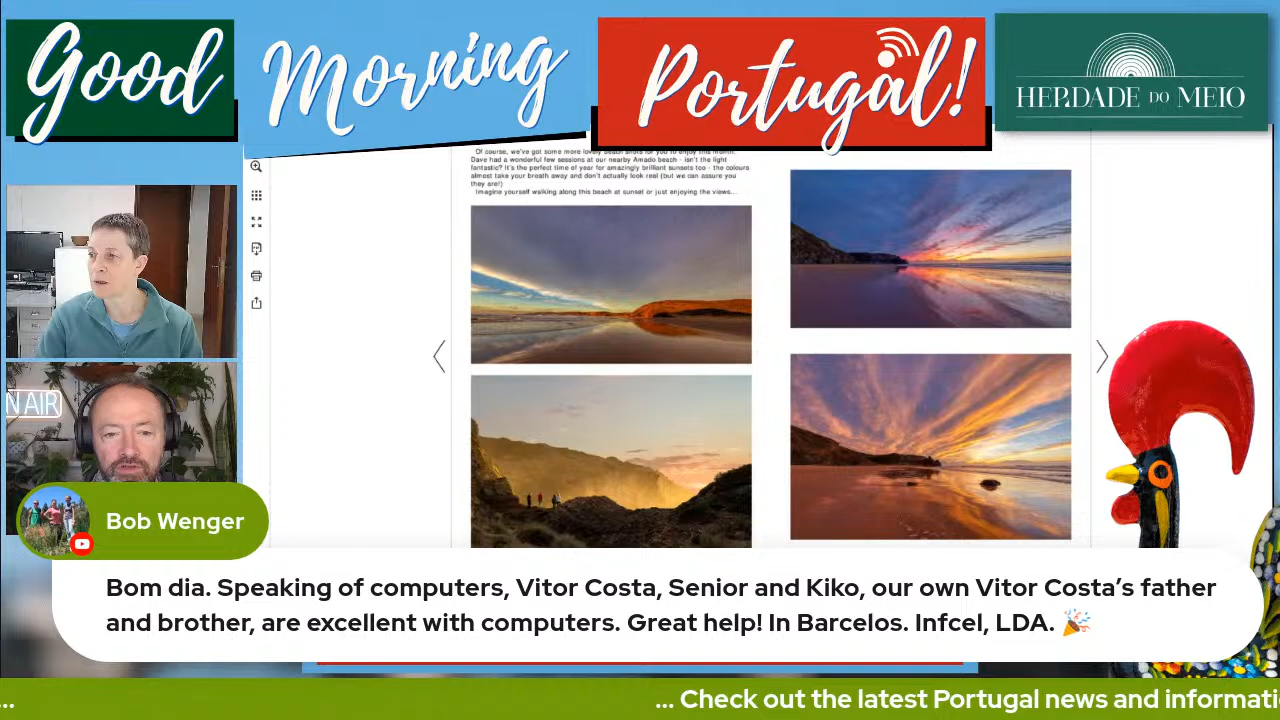 Good Morning Portugal!
HERDADE DO MEIO
Of course, we've got some more lovely beach shots for you to enjoy this month.
Dave had a wonderful few sessions at our nearby Amado beach - isn't the light
fantastic? It's the perfect time of year for amazingly brilliant sunsets too - the colours
almost take your breath away and don't actually look real (but we can assure you
they are!)
Imagine yourself walking along this beach at sunset or just enjoying the views...
N AIR
Bob Wenger
Bom dia. Speaking of computers, Vitor Costa, Senior and Kiko, our own Vitor Costa's father
and brother, are excellent with computers. Great help! In Barcelos. Infcel, LDA. 🎉
...
... Check out the latest Portugal news and informati